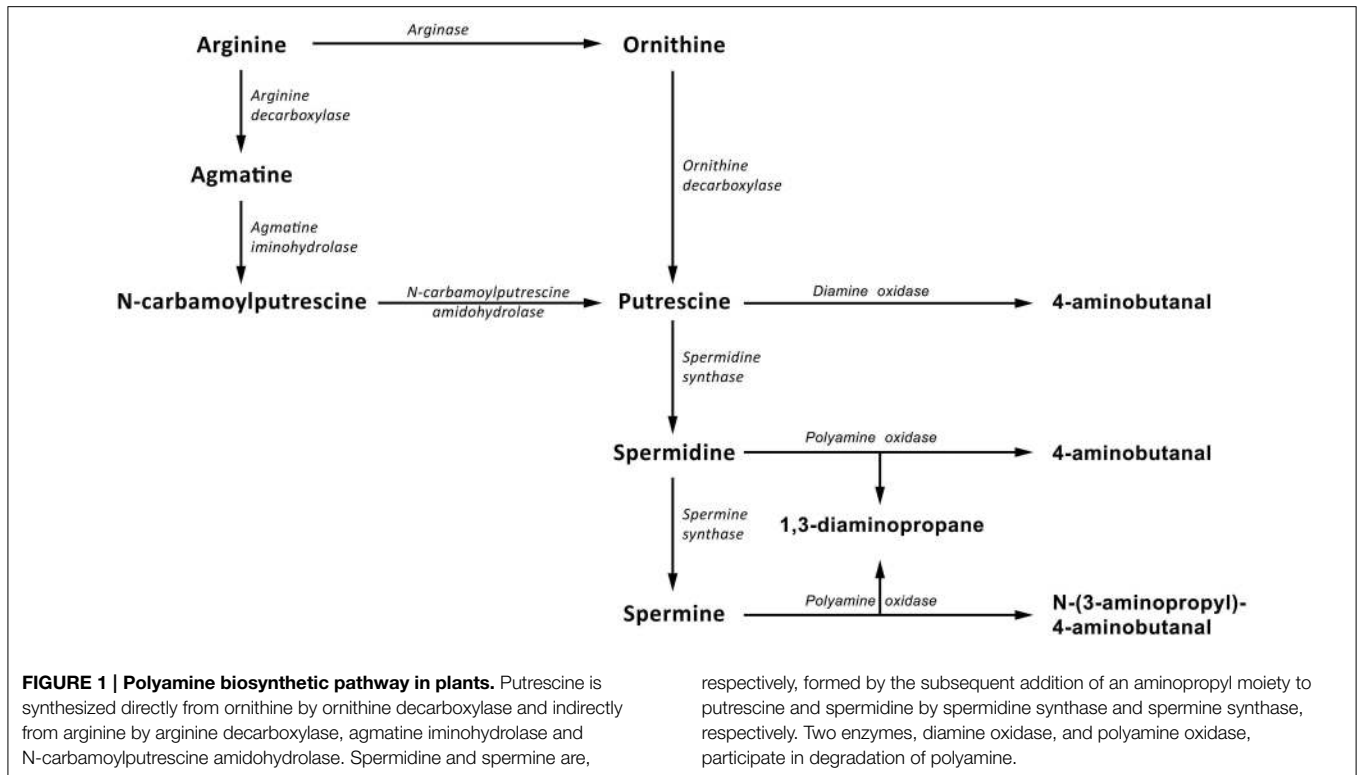 Arginine
Arginase
Ornithine
Arginine
decarboxylase
Agmatine
Ornithine
decarboxylase
Agmatine
iminohydrolase
N-carbamoylputrescine
N-carbamoylputrescine
amidohydrolase
Putrescine
Diamine oxidase
4-aminobutanal
Spermidine
synthase
Spermidine
Polyamine oxidase
4-aminobutanal
Spermine
synthase
1,3-diaminopropane
Spermine
Polyamine oxidase
N-(3-aminopropyl)-
4-aminobutanal
FIGURE 1 | Polyamine biosynthetic pathway in plants. Putrescine is
synthesized directly from ornithine by ornithine decarboxylase and indirectly
from arginine by arginine decarboxylase, agmatine iminohydrolase and
N-carbamoylputrescine amidohydrolase. Spermidine and spermine are,
respectively, formed by the subsequent addition of an aminopropyl moiety to
putrescine and spermidine by spermidine synthase and spermine synthase,
respectively. Two enzymes, diamine oxidase, and polyamine oxidase,
participate in degradation of polyamine.